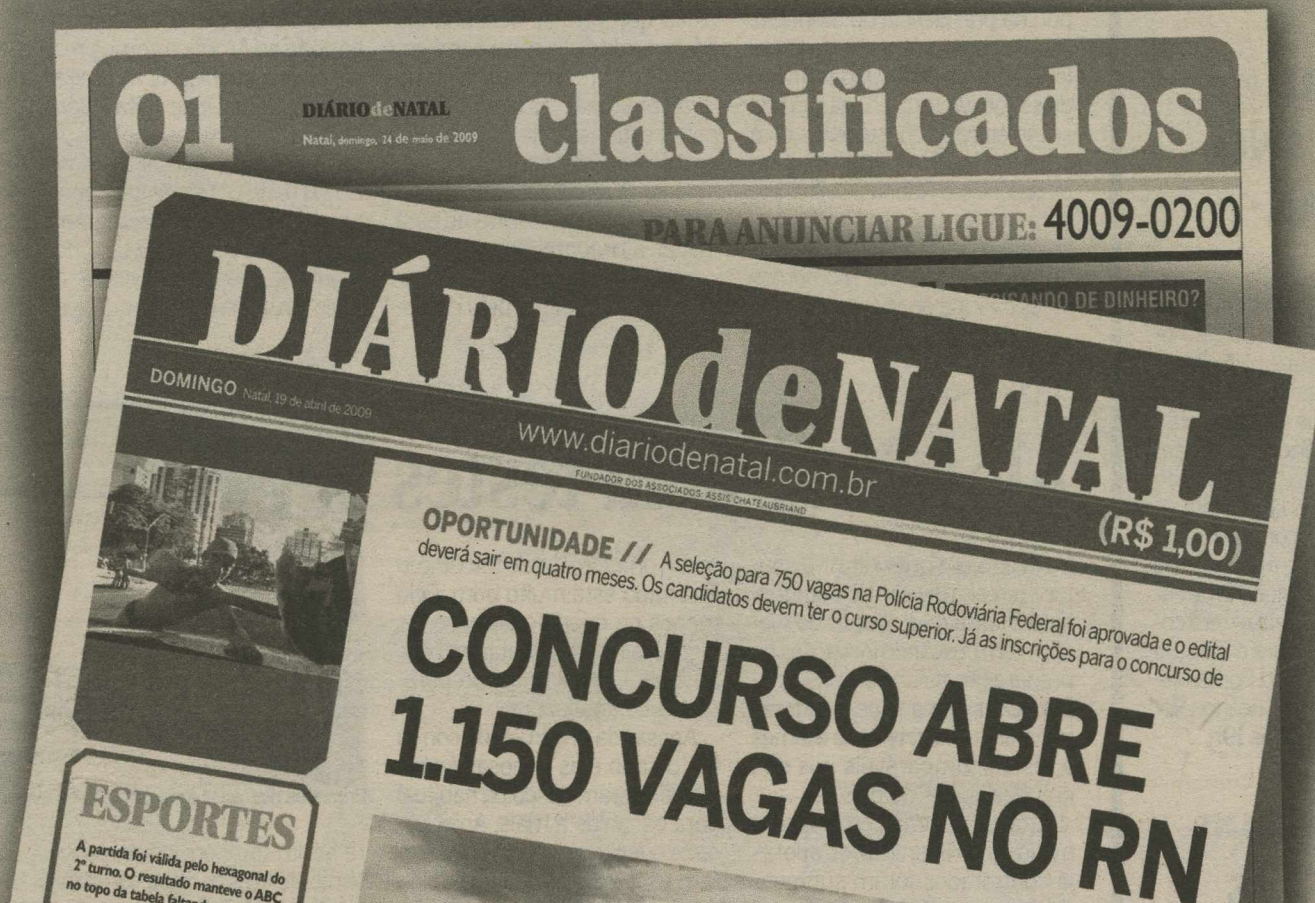 01
DIÁRIOdeNATAL
Natal, domingo, 24 de maio de 2009
classificados
PARA ANUNCIAR LIGUE: 4009-0200
DE DINHEIRO?
DIÁRIOdeNATAL
DOMINGO Natal, 19 de abril de 2009
www.diariodenatal.com.br
FUNDADOR DOS ASSOCIADOS: ASSIS CHATEAUBRIAND
(R$ 1,00)
OPORTUNIDADE // A seleção para 750 vagas na Polícia Rodoviária Federal foi aprovada e o edital
deverá sair em quatro meses. Os candidatos devem ter o curso superior. Já as inscrições para o concurso de
CONCURSO ABRE
1.150 VAGAS NO RN
ESPORTES
A partida foi válida pelo hexagonal do
2º turno. O resultado manteve o ABC
no topo da tabela